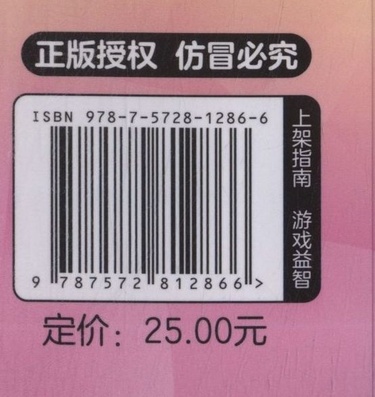 正版授权 仿冒必究
ISBN 978-7-5728-1286-6
9 787572 812866 >
上架指南 游戏益智
定价：25.00元